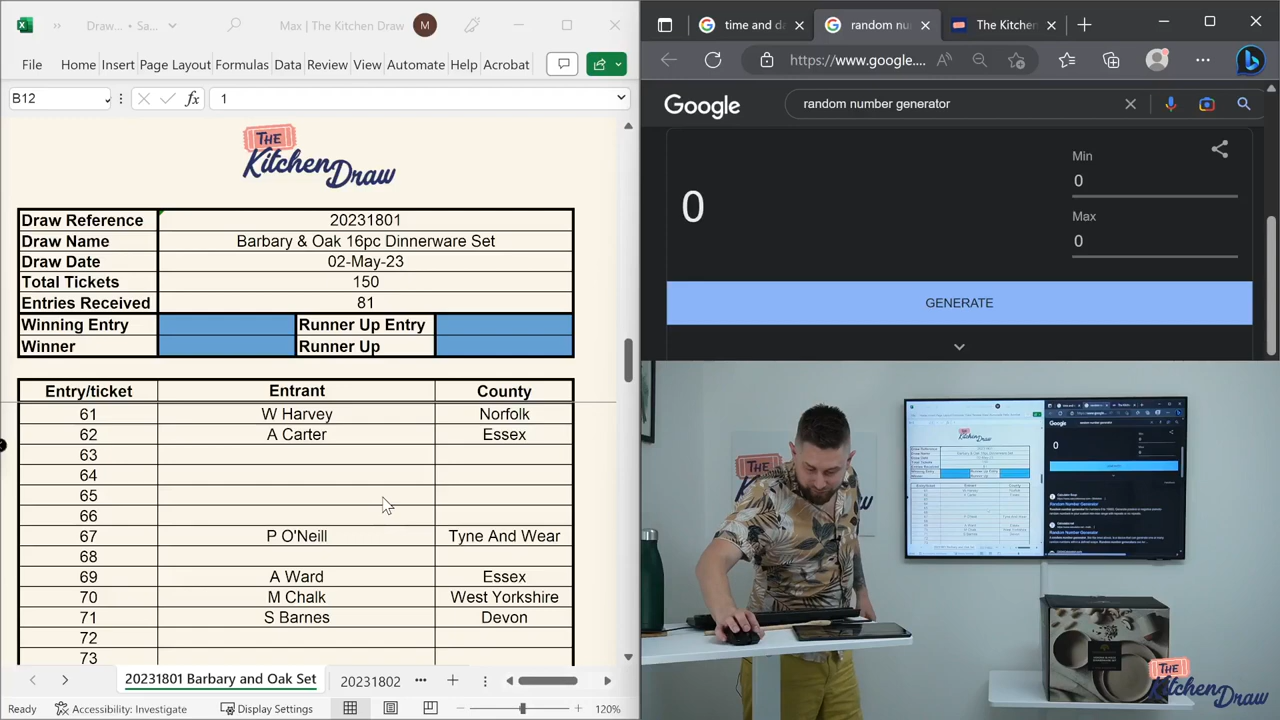 Draw... - Sa...
Max | The Kitchen Draw
M
File Home Insert Page Layout Formulas Data Review View Automate Help Acrobat
B12
fx 1
THE
Kitchen Draw
Draw Reference 20231801
Draw Name Barbary & Oak 16pc Dinnerware Set
Draw Date 02-May-23
Total Tickets 150
Entries Received 81
Winning Entry Runner Up Entry
Winner Runner Up
Entry/ticket Entrant County
61 W Harvey Norfolk
62 A Carter Essex
63
64
65
66
67 P O'Neill Tyne And Wear
68
69 A Ward Essex
70 M Chalk West Yorkshire
71 S Barnes Devon
72
73
20231801 Barbary and Oak Set 20231802
Ready Accessibility: Investigate Display Settings 120%
time and da
random nu
The Kitchen
https://www.google....
Google random number generator
Min
0
0
Max
0
GENERATE
THE
Kitchen Draw